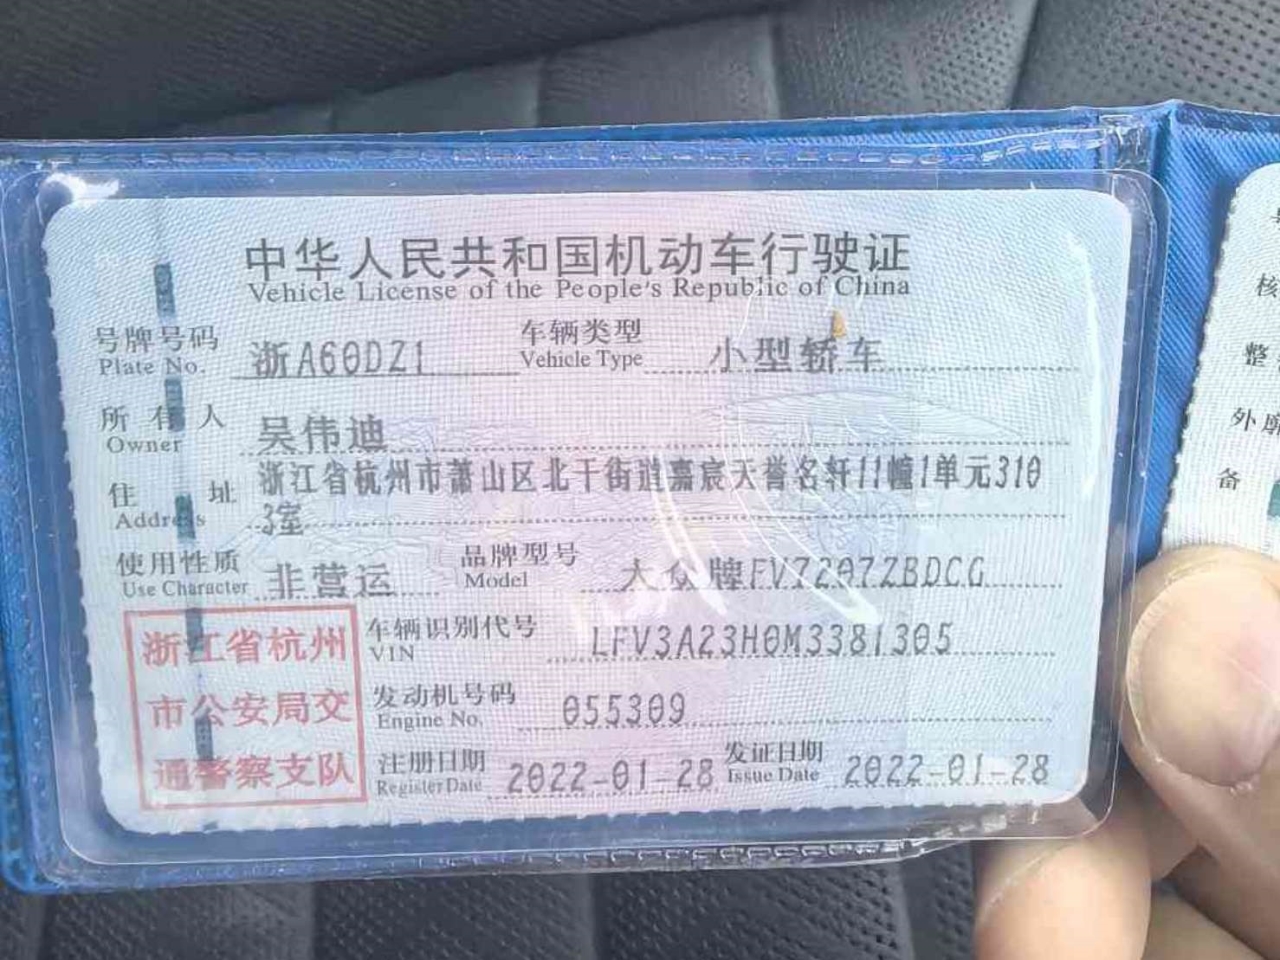 中华人民共和国机动车行驶证
Vehicle License of the People's Republic of China
号牌号码 浙A60DZ1 车辆类型 小型轿车
Plate No. Vehicle Type
所有人 吴伟迪
Owner
住址 浙江省杭州市萧山区北干街道嘉宸天誉名轩11幢1单元310
Address 3室
使用性质 非营运 品牌型号 大众牌FV7207ZBDCG
Use Character Model
浙江省杭州
市公安局交
通警察支队
车辆识别代号 LFV3A23H0M3381305
VIN
发动机号码 055309
Engine No.
注册日期 2022-01-28 发证日期 2022-01-28
Register Date Issue Date
核
整
外廓
备